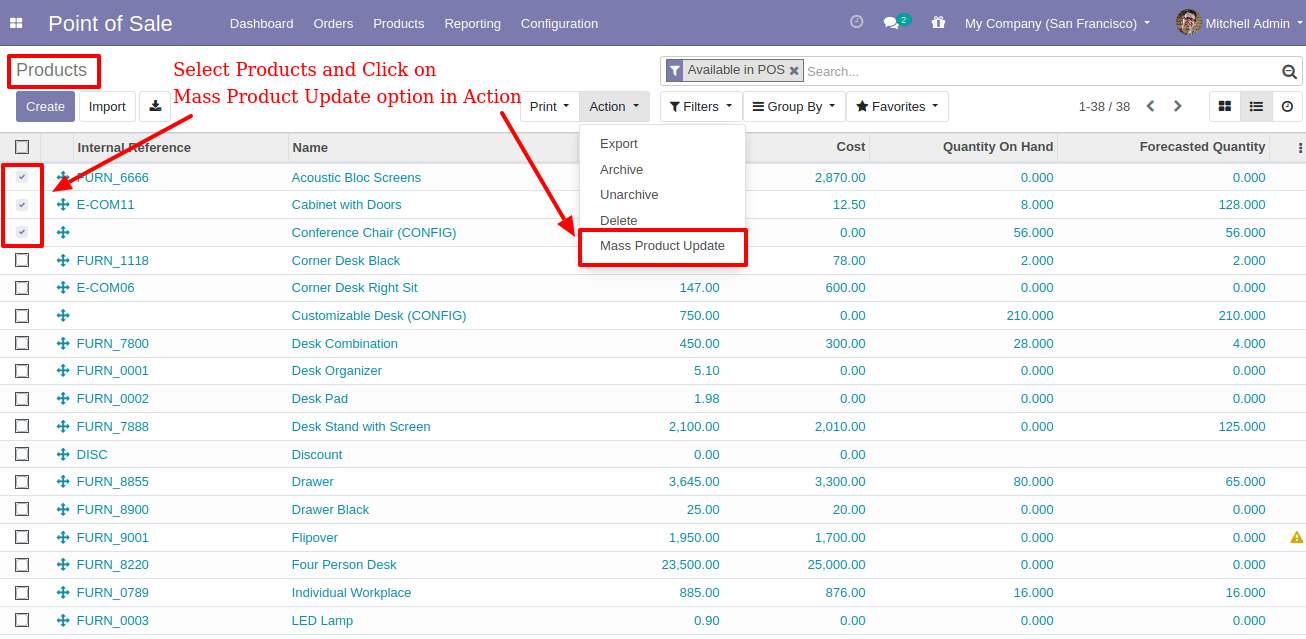 Point of Sale Dashboard Orders Products Reporting Configuration 2 My Company (San Francisco) Mitchell Admin
Products
Select Products and Click on
Mass Product Update option in Action
Available in POS Search...
Create Import Print Action Filters Group By Favorites 1-38 / 38
Export
Archive
Unarchive
Delete
Mass Product Update
Internal Reference Name Cost Quantity On Hand Forecasted Quantity
FURN_6666 Acoustic Bloc Screens 2,870.00 0.000 0.000
E-COM11 Cabinet with Doors 12.50 8.000 128.000
Conference Chair (CONFIG) 0.00 56.000 56.000
FURN_1118 Corner Desk Black 78.00 2.000 2.000
E-COM06 Corner Desk Right Sit 147.00 600.00 0.000 0.000
Customizable Desk (CONFIG) 750.00 0.00 210.000 210.000
FURN_7800 Desk Combination 450.00 300.00 28.000 4.000
FURN_0001 Desk Organizer 5.10 0.00 0.000 0.000
FURN_0002 Desk Pad 1.98 0.00 0.000 0.000
FURN_7888 Desk Stand with Screen 2,100.00 2,010.00 0.000 125.000
DISC Discount 0.00 0.00
FURN_8855 Drawer 3,645.00 3,300.00 80.000 65.000
FURN_8900 Drawer Black 25.00 20.00 0.000 0.000
FURN_9001 Flipover 1,950.00 1,700.00 0.000 0.000
FURN_8220 Four Person Desk 23,500.00 25,000.00 0.000 0.000
FURN_0789 Individual Workplace 885.00 876.00 16.000 16.000
FURN_0003 LED Lamp 0.90 0.00 0.000 0.000